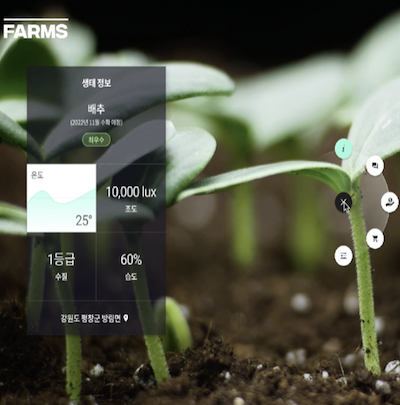 FARMS
생태 정보
배추
(2022년 11월 수확 예정)
최우수
온도
25°
10,000 lux
조도
1등급
수질
60%
습도
강원도 평창군 방림면